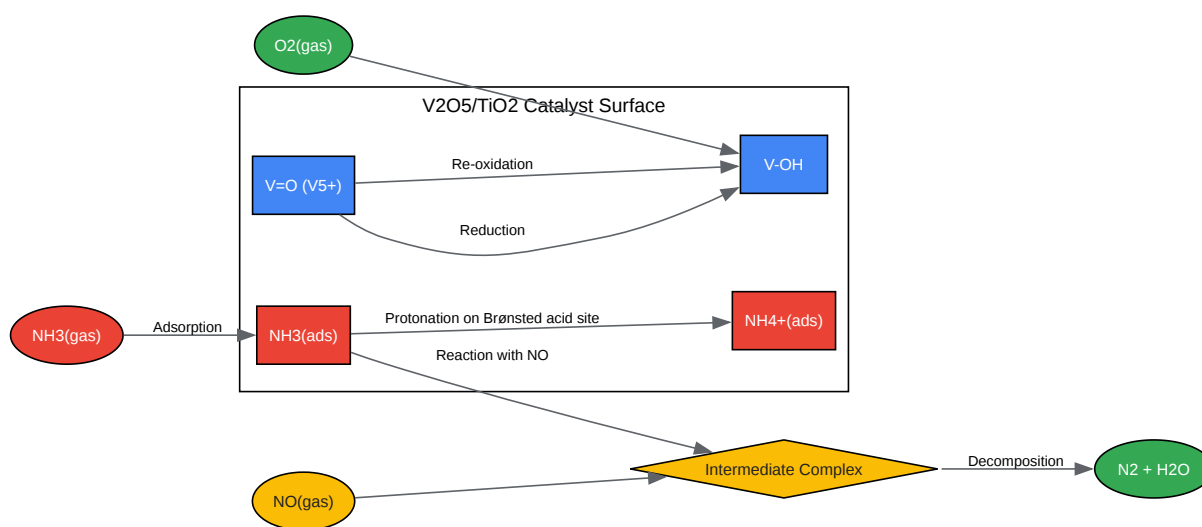 O2(gas)
V2O5/TiO2 Catalyst Surface
V=O (V5+)
Re-oxidation
V-OH
Reduction
NH3(gas)
Adsorption
NH3(ads)
Protonation on Brønsted acid site
NH4+(ads)
Reaction with NO
NO(gas)
Intermediate Complex
Decomposition
N2 + H2O